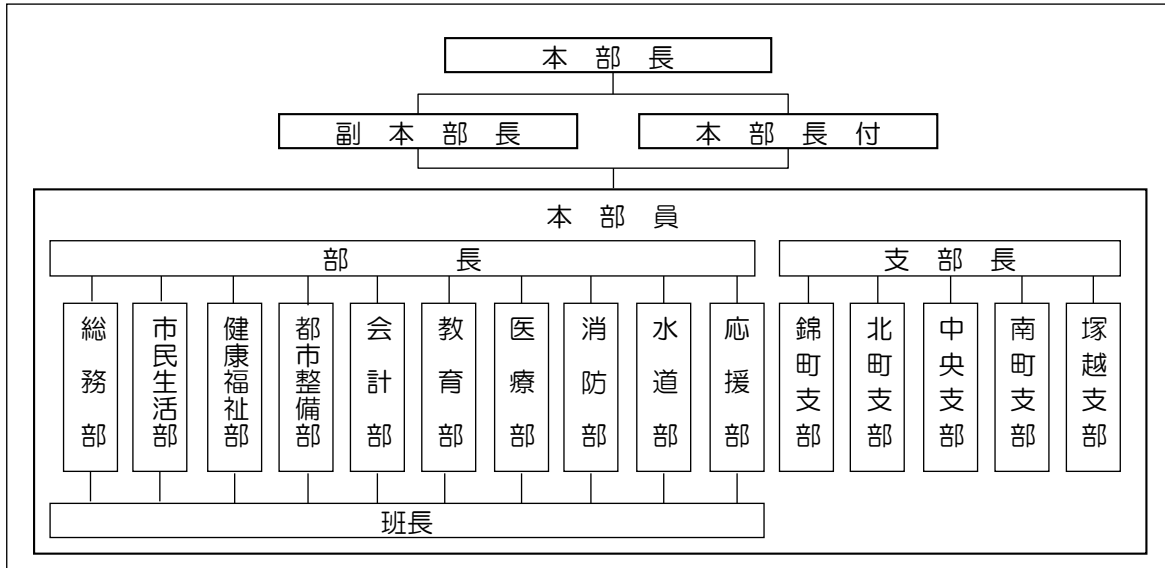 本部長
副本部長
本部長付
本部員
部長
支部長
総務部
市民生活部
健康福祉部
都市整備部
会計部
教育部
医療部
消防部
水道部
応援部
錦町支部
北町支部
中央支部
南町支部
塚越支部
班長